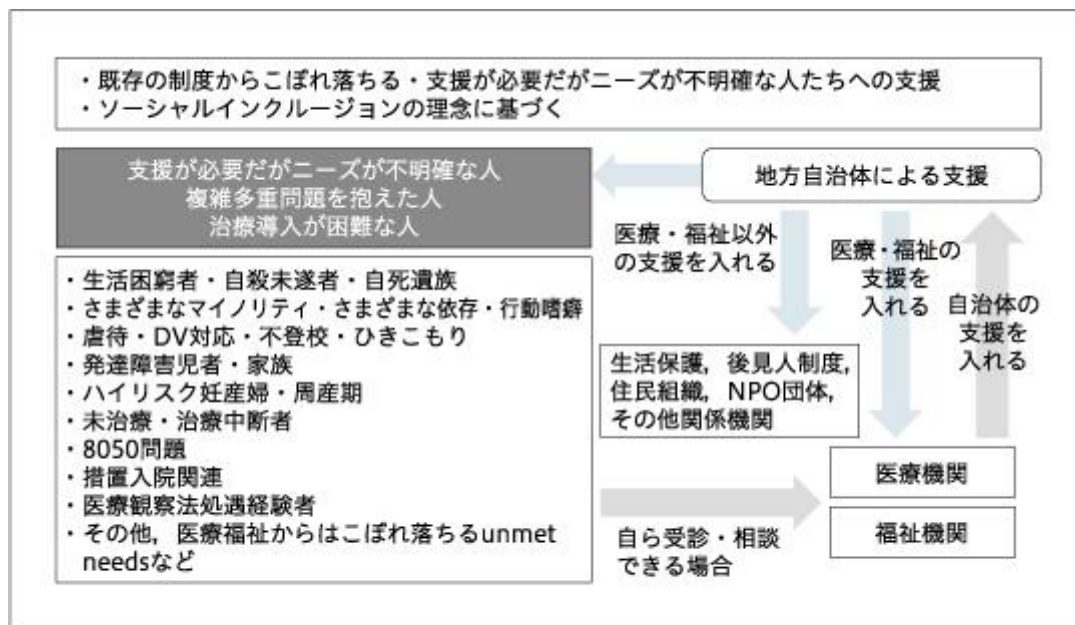 ・既存の制度からこぼれ落ちる・支援が必要だがニーズが不明確な人たちへの支援
・ソーシャルインクルージョンの理念に基づく
支援が必要だがニーズが不明確な人
複雑多重問題を抱えた人
治療導入が困難な人
地方自治体による支援
・生活困窮者・自殺未遂者・自死遺族
・さまざまなマイノリティ・さまざまな依存・行動嗜癖
・虐待・DV対応・不登校・ひきこもり
・発達障害児者・家族
・ハイリスク妊産婦・周産期
・未治療・治療中断者
・8050問題
・措置入院関連
・医療観察法処遇経験者
・その他，医療福祉からはこぼれ落ちるunmet
needsなど
医療・福祉以外
の支援を入れる
医療・福祉の
支援を
入れる
自治体の
支援を
入れる
生活保護，後見人制度，
住民組織，NPO団体，
その他関係機関
医療機関
福祉機関
自ら受診・相談
できる場合